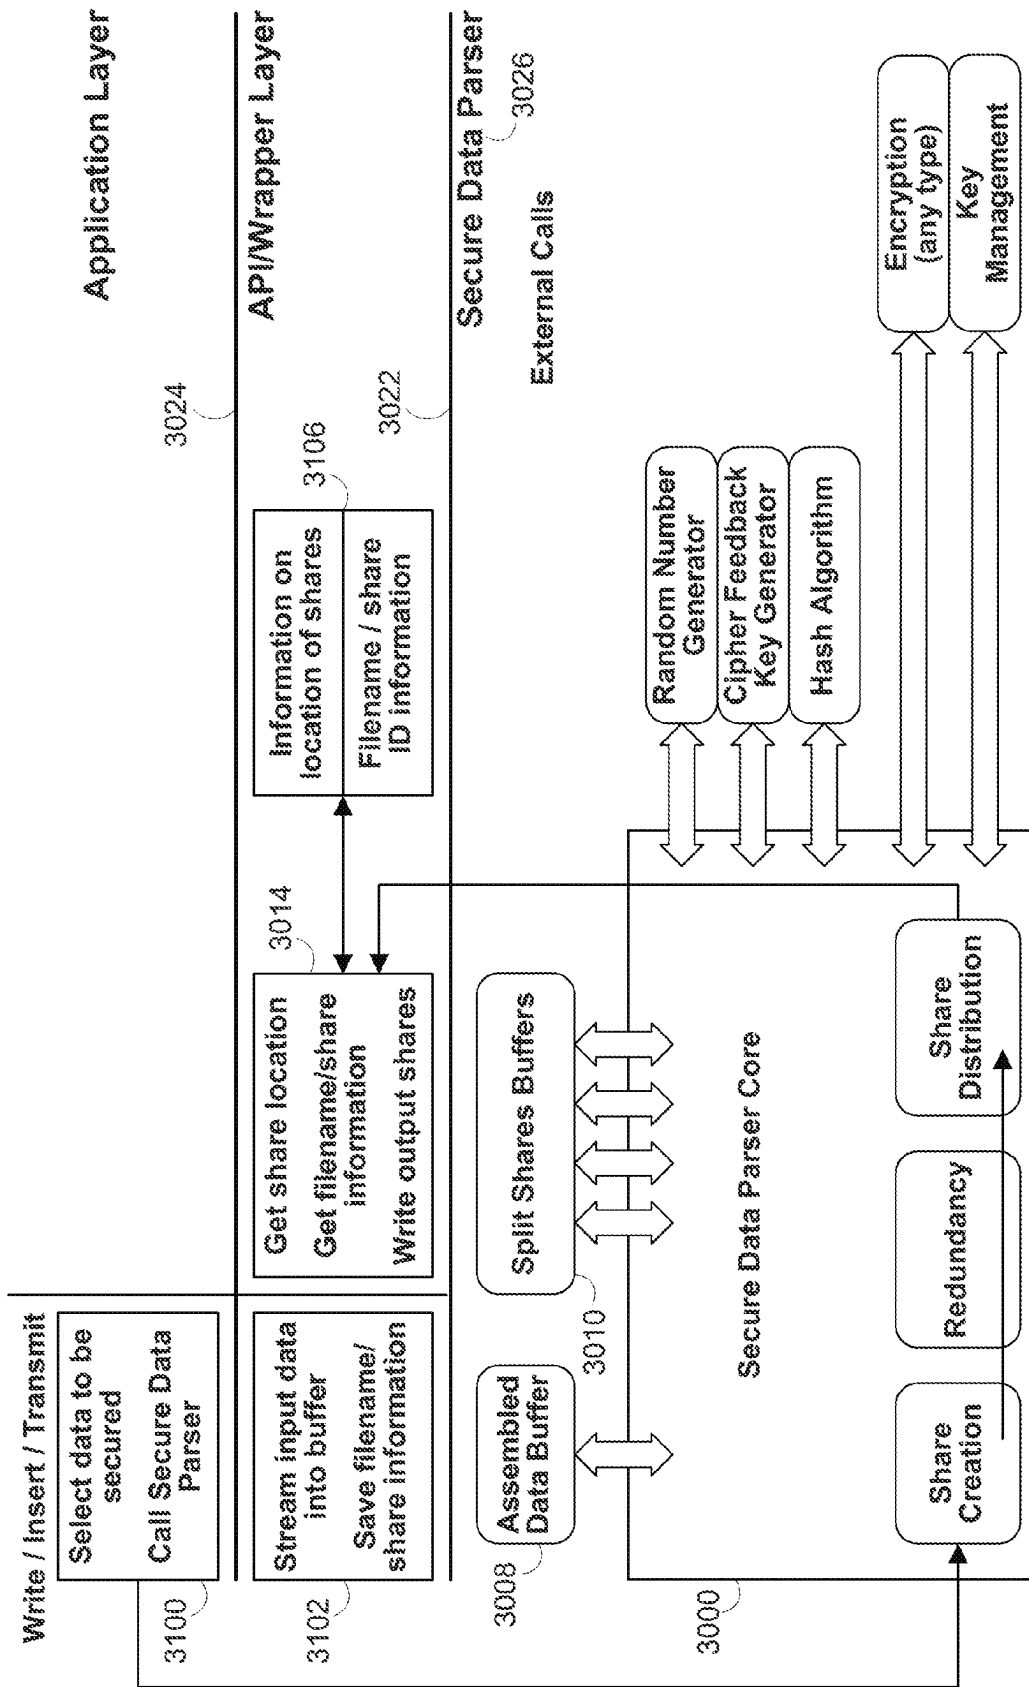 Write / Insert / Transmit
Application Layer
Select data to be
secured
Call Secure Data
Parser
3100
3024
API/Wrapper Layer
Stream input data
into buffer
Save filename/
share information
3102
Get share location
Get filename/share
information
Write output shares
3014
Information on
location of shares
Filename / share
ID information
3106
3022
Secure Data Parser
3026
External Calls
Assembled
Data Buffer
3008
Split Shares Buffers
3010
Secure Data Parser Core
3000
Share
Creation
Redundancy
Share
Distribution
Random Number
Generator
Cipher Feedback
Key Generator
Hash Algorithm
Encryption
(any type)
Key
Management